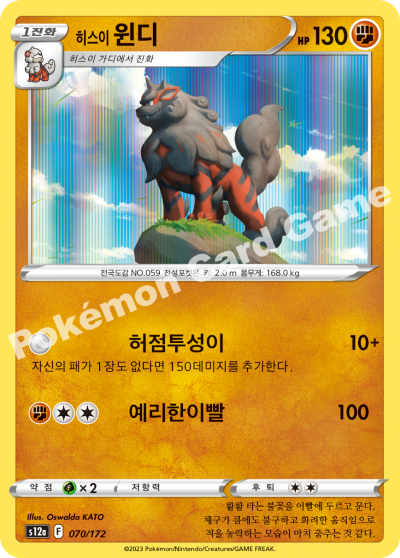 1진화
히스이 윈디
HP 130
히스이 가디에서 진화
전국도감 NO.059 전설포켓몬 키: 2.0 m 몸무게: 168.0 kg
Pokémon Card Game
허점투성이 10+
자신의 패가 1장도 없다면 150데미지를 추가한다.
예리한이빨 100
약점 ×2 저항력 후퇴
Illus. Oswaldo KATO
s12a F 070/172
활활 타는 불꽃을 이빨에 두르고 문다.
체구가 큼에도 불구하고 화려한 움직임으로
적을 농락하는 모습이 마치 춤추는 것 같다.
©2023 Pokémon/Nintendo/Creatures/GAME FREAK.